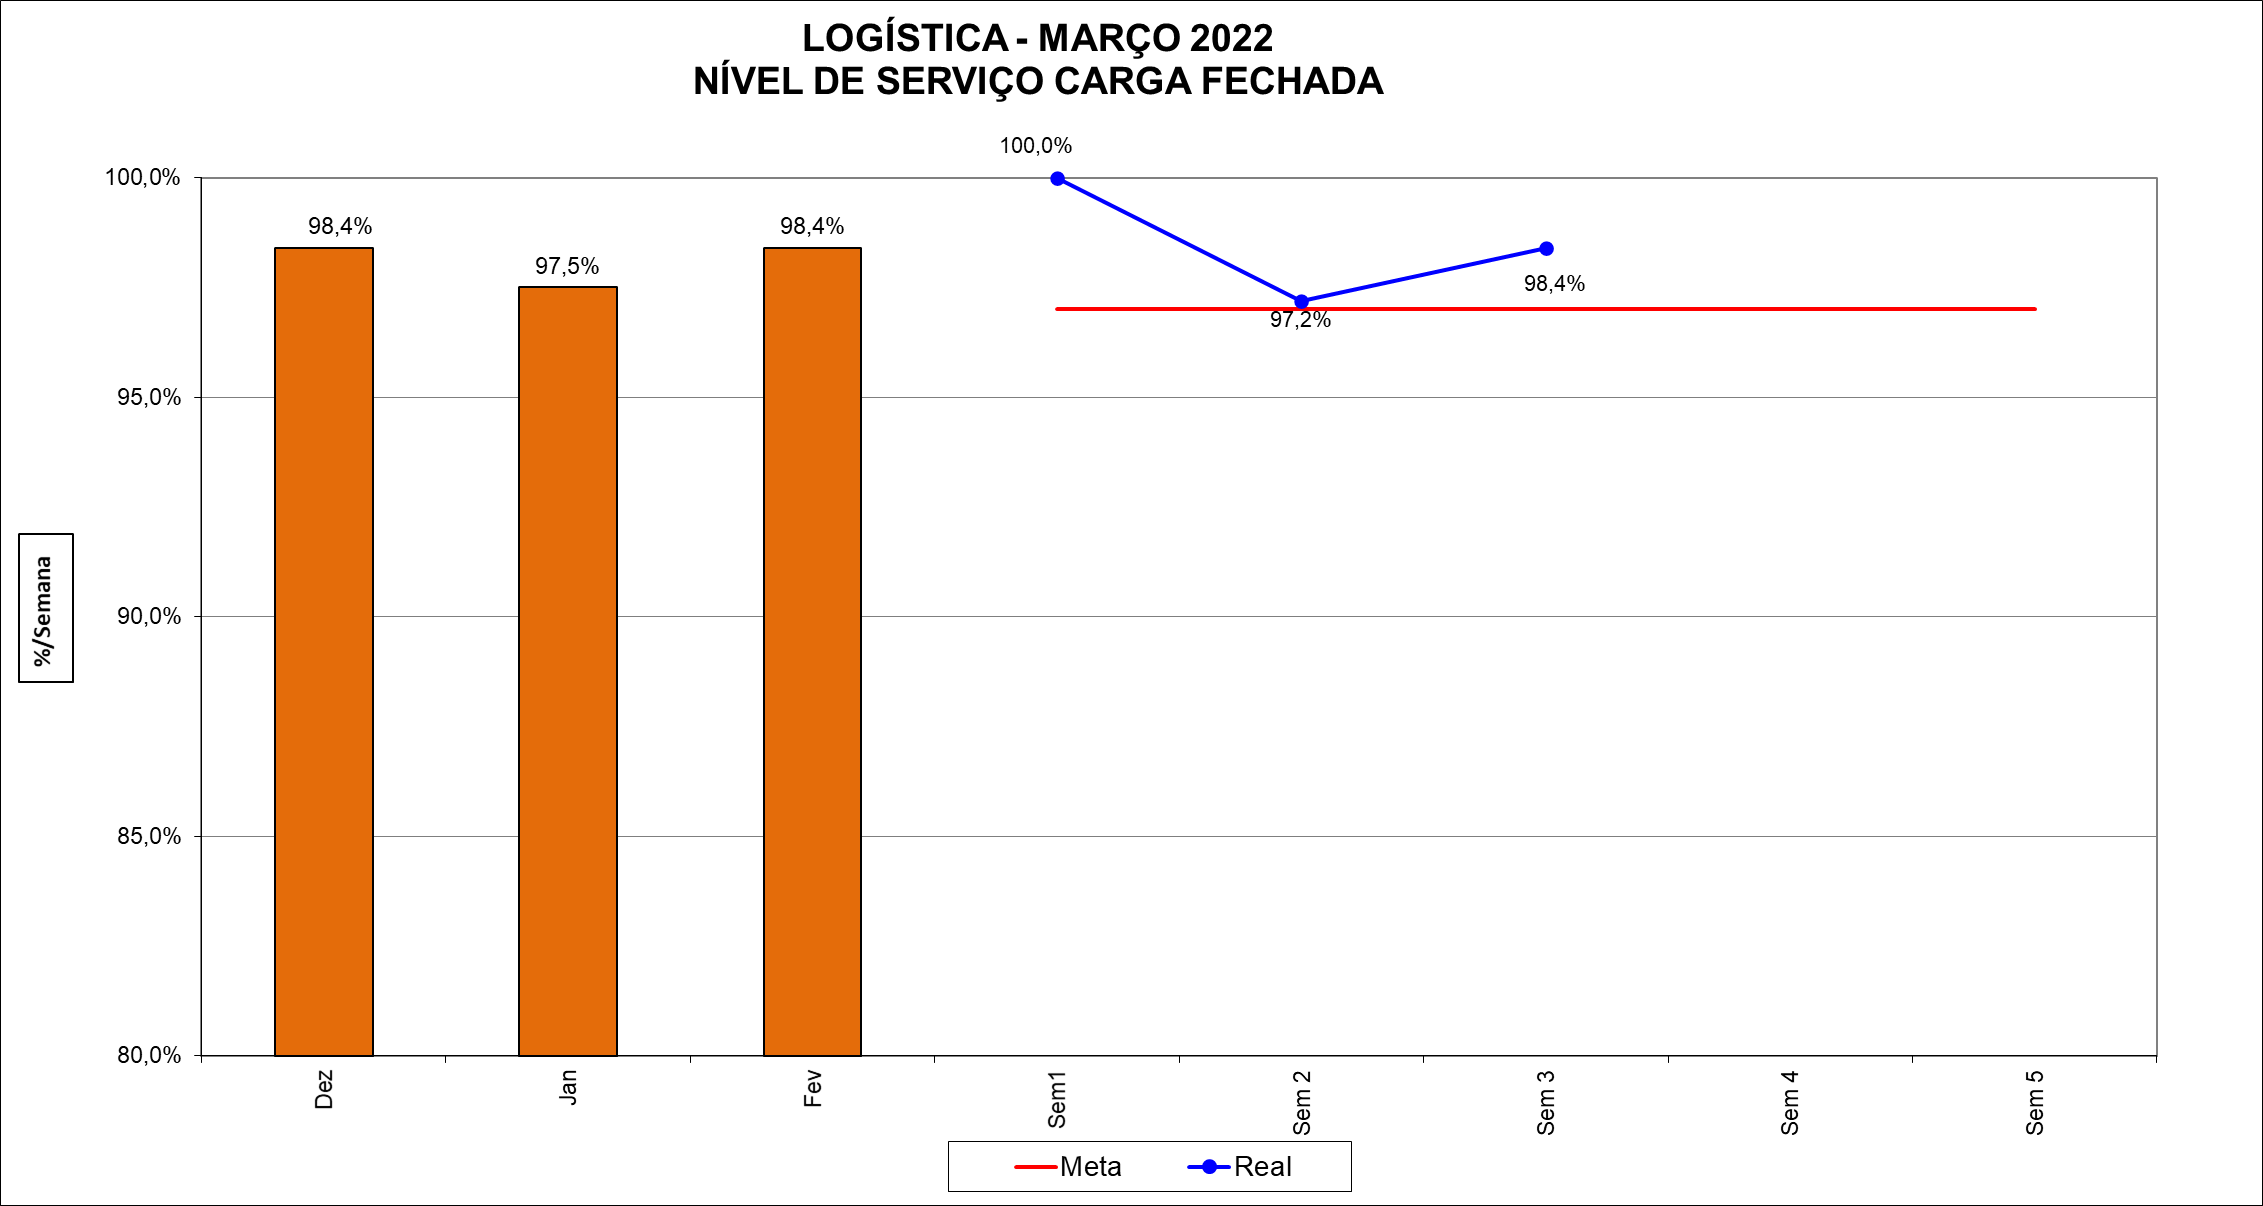 LOGÍSTICA - MARÇO 2022
NÍVEL DE SERVIÇO CARGA FECHADA
100,0%
100,0%
98,4%
97,5%
98,4%
98,4%
97,2%
95,0%
90,0%
85,0%
80,0%
%/Semana
Dez
Jan
Fev
Sem1
Sem 2
Sem 3
Sem 4
Sem 5
Meta
Real